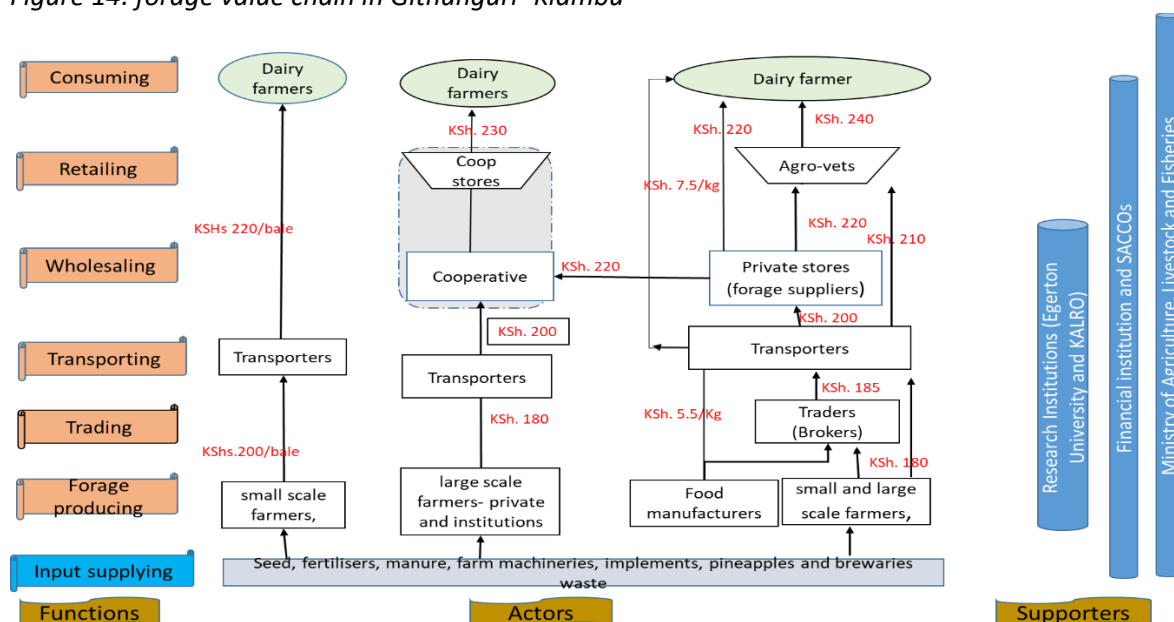 Figure 14: forage value chain in Githunguri- Kiambu
Consuming
Dairy
farmers
Dairy
farmers
Dairy farmer
KSh. 230
KSh. 220
KSh. 240
Retailing
Coop
stores
Agro-vets
KSh. 7.5/kg
KSHs 220/bale
KSh. 220
KSh. 210
Wholesaling
Cooperative
KSh. 220
Private stores
(forage suppliers)
KSh. 200
KSh. 200
Transporting
Transporters
Transporters
Transporters
KSh. 185
Trading
KSh. 180
KSh. 5.5/Kg
Traders
(Brokers)
KShs.200/bale
KSh. 180
Forage
producing
small scale
farmers,
large scale
farmers- private
and institutions
Food
manufacturers
small and large
scale farmers,
Input supplying
Seed, fertilisers, manure, farm machineries, implements, pineapples and brewaries
waste
Functions
Actors
Supporters
Research Institutions (Egerton
University and KALRO)
Financial institution and SACCOs
Ministry of Agriculture, Livestock and Fisheries